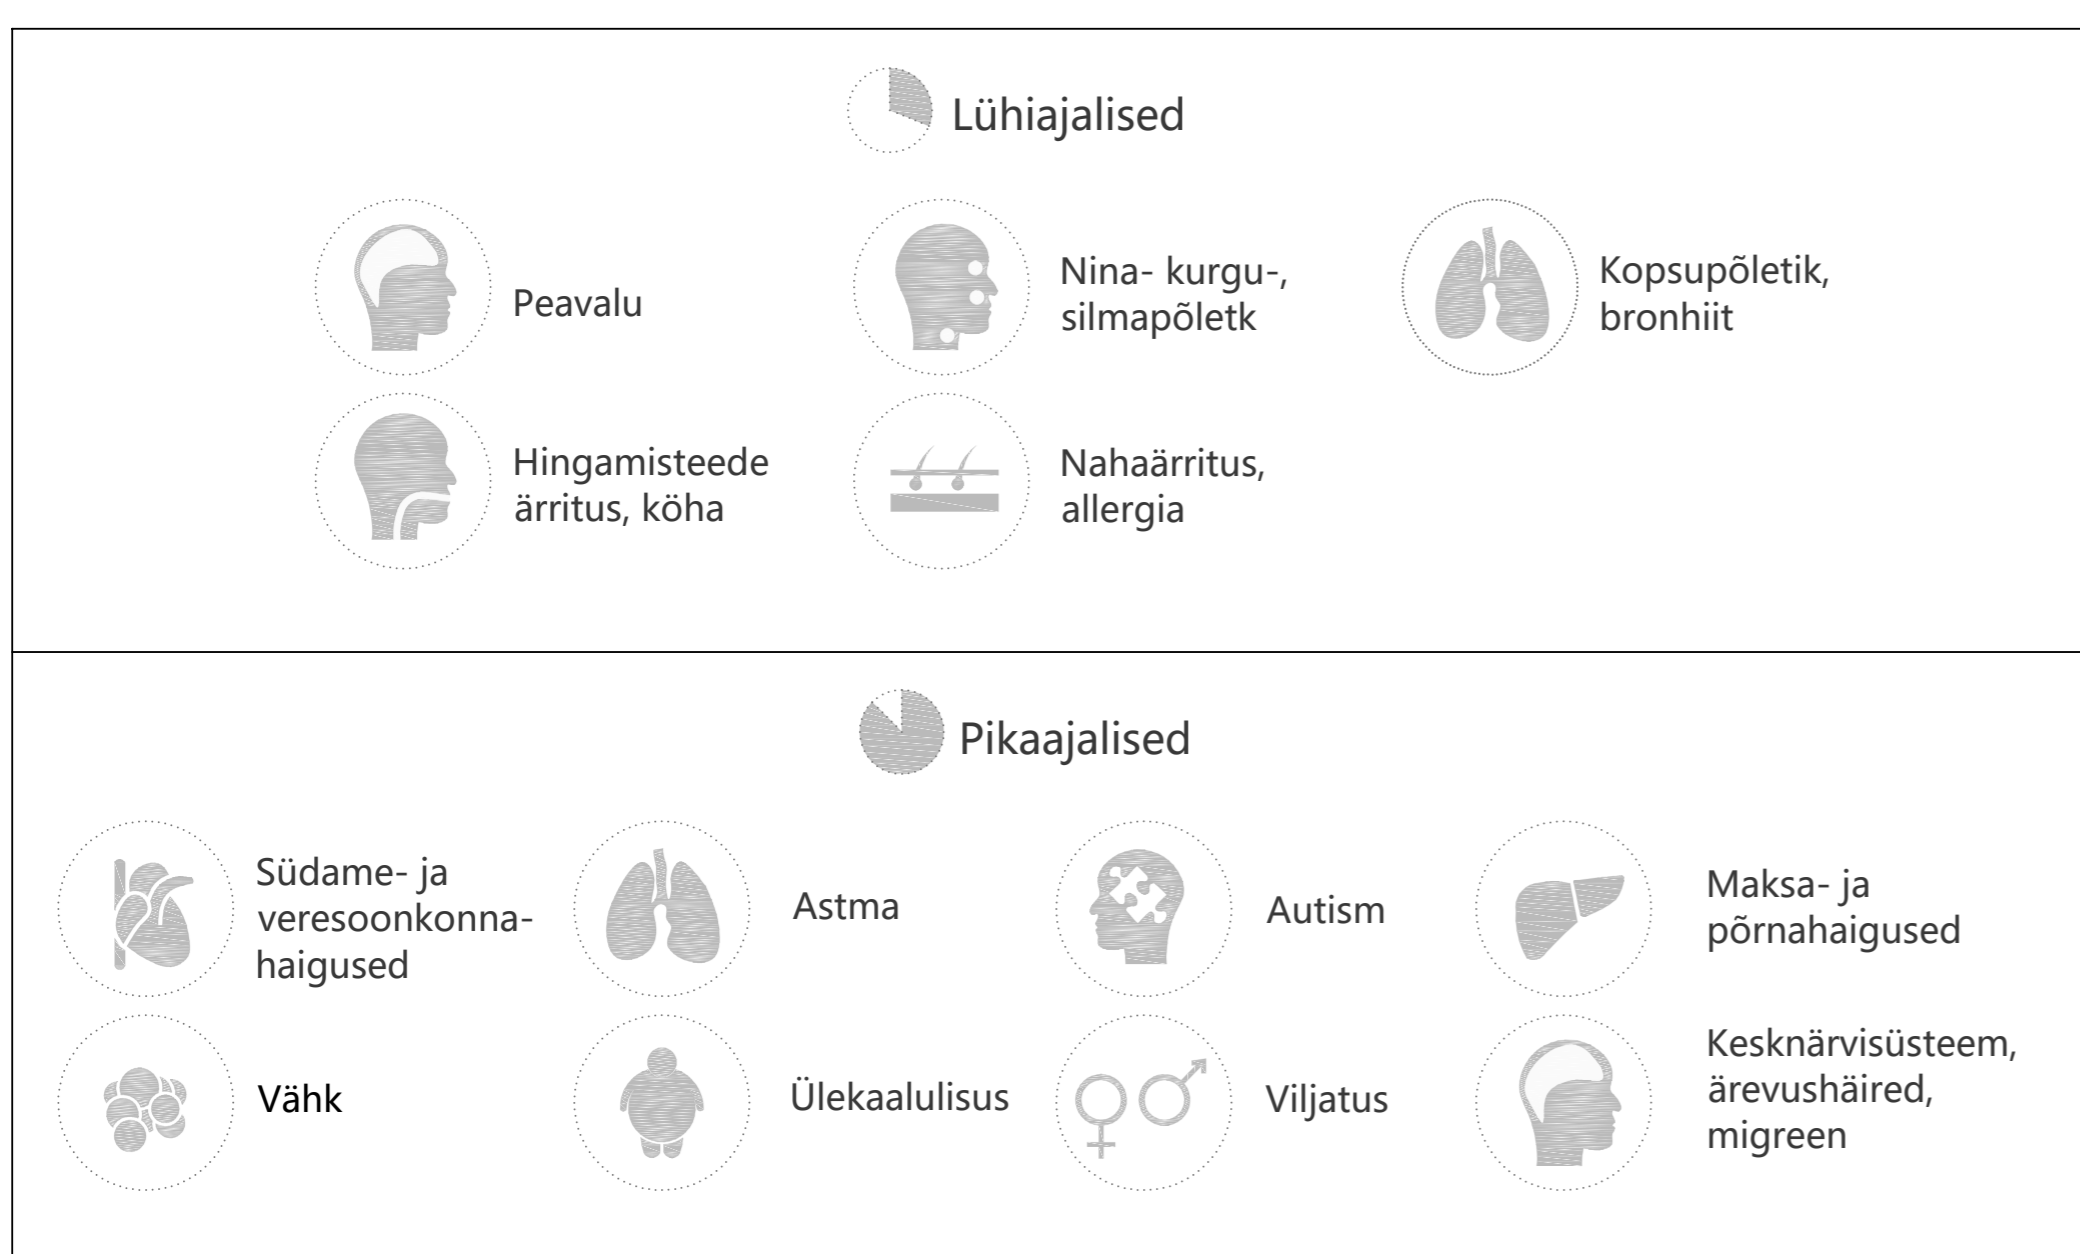 Lühiajalised
Peavalu
Nina- kurgu-,
silmapõletk
Kopsupõletik,
bronhiit
Hingamisteede
ärritus, köha
Nahaärritus,
allergia
Pikaajalised
Südame- ja
veresoonkonna-
haigused
Astma
Autism
Maksa- ja
põrnahaigused
Vähk
Ülekaalulisus
Viljatus
Kesknärvisüsteem,
ärevushäired,
migreen